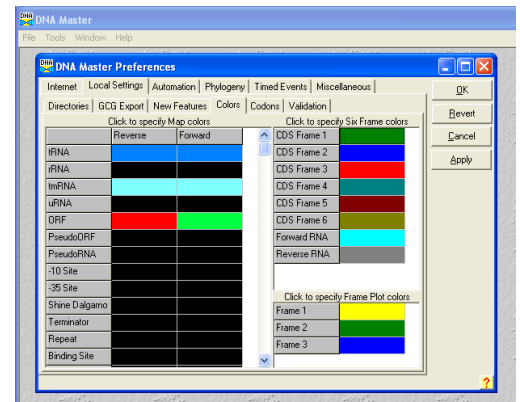 DNA Master
File Tools Window Help
DNA Master Preferences
Internet Local Settings Automation Phylogeny Timed Events Miscellaneous
Directories GCG Export New Features Colors Codons Validation
Click to specify Map colors
Reverse Forward
tRNA
rRNA
tmRNA
uRNA
ORF
PseudoORF
PseudoRNA
-10 Site
-35 Site
Shine Dalgarno
Terminator
Repeat
Binding Site
Click to specify Six Frame colors
CDS Frame 1
CDS Frame 2
CDS Frame 3
CDS Frame 4
CDS Frame 5
CDS Frame 6
Forward RNA
Reverse RNA
Click to specify Frame Plot colors
Frame 1
Frame 2
Frame 3
OK
Revert
Cancel
Apply
?